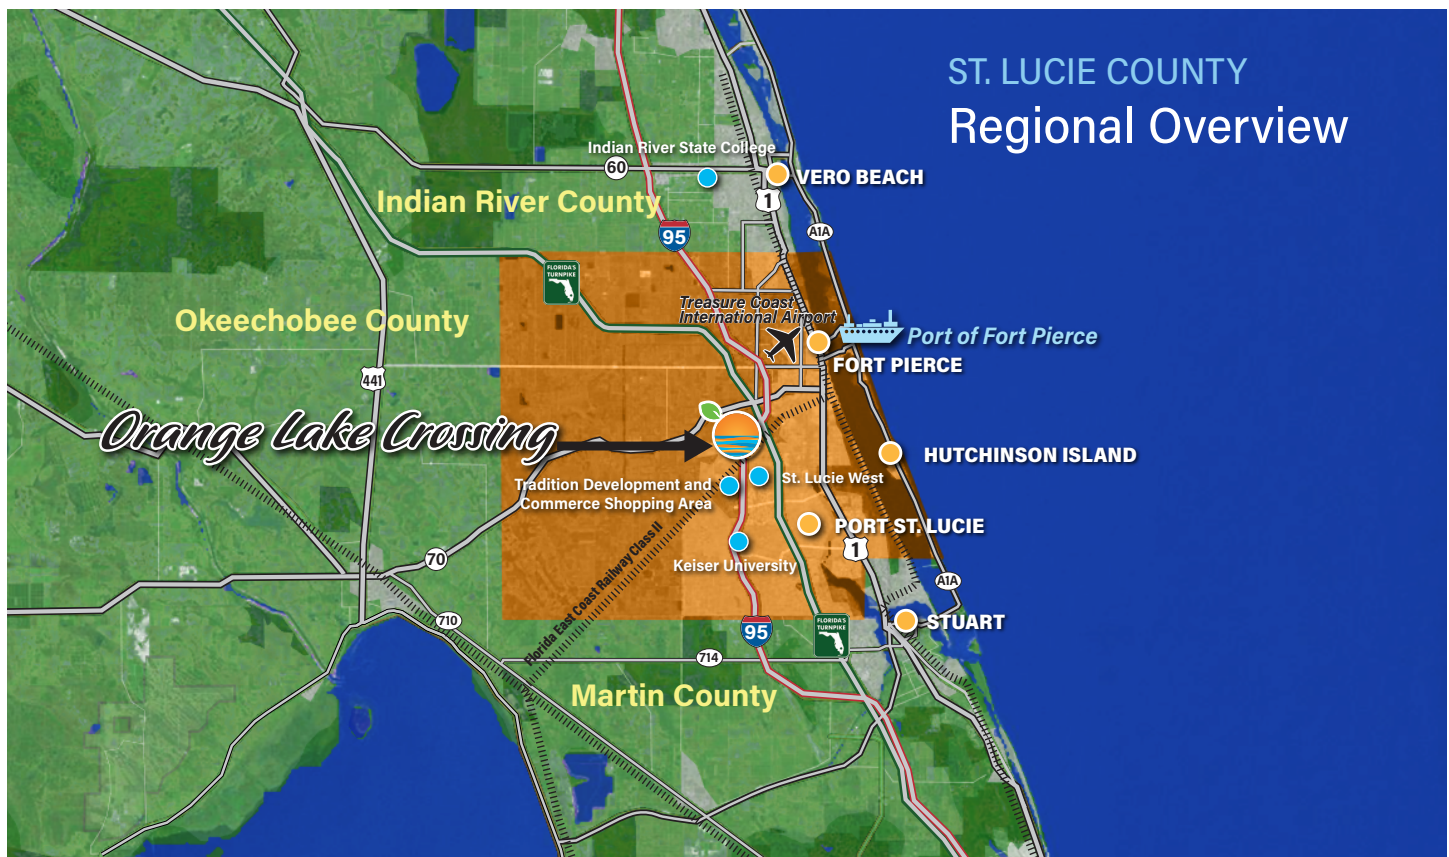 ST. LUCIE COUNTY
Regional Overview
Indian River State College
60
VERO BEACH
1
Indian River County
95
A1A
FLORIDA'S
TURNPIKE
Treasure Coast
International Airport
Okeechobee County
Port of Fort Pierce
FORT PIERCE
441
Orange Lake Crossing
HUTCHINSON ISLAND
St. Lucie West
Tradition Development and
Commerce Shopping Area
PORT ST. LUCIE
1
70
Keiser University
Florida East Coast Railway Class II
A1A
710
STUART
95
FLORIDA'S
TURNPIKE
714
Martin County